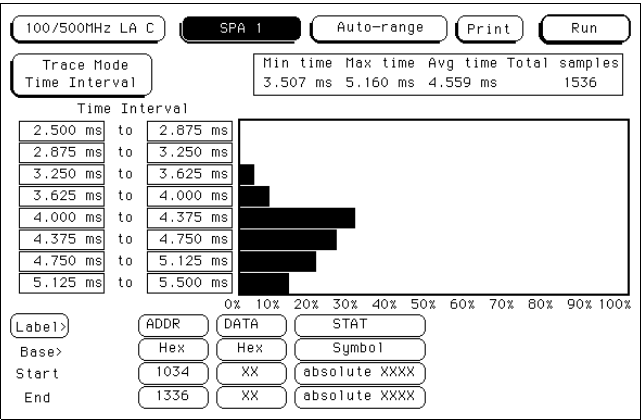 100/500MHz LA C SPA 1 Auto-range Print Run
Trace Mode
Time Interval
Min time Max time Avg time Total samples
3.507 ms 5.160 ms 4.559 ms 1536
Time Interval
2.500 ms to 2.875 ms
2.875 ms to 3.250 ms
3.250 ms to 3.625 ms
3.625 ms to 4.000 ms
4.000 ms to 4.375 ms
4.375 ms to 4.750 ms
4.750 ms to 5.125 ms
5.125 ms to 5.500 ms
0% 10% 20% 30% 40% 50% 60% 70% 80% 90% 100%
Label> ADDR DATA STAT
Base> Hex Hex Symbol
Start 1034 XX absolute XXXX
End 1336 XX absolute XXXX